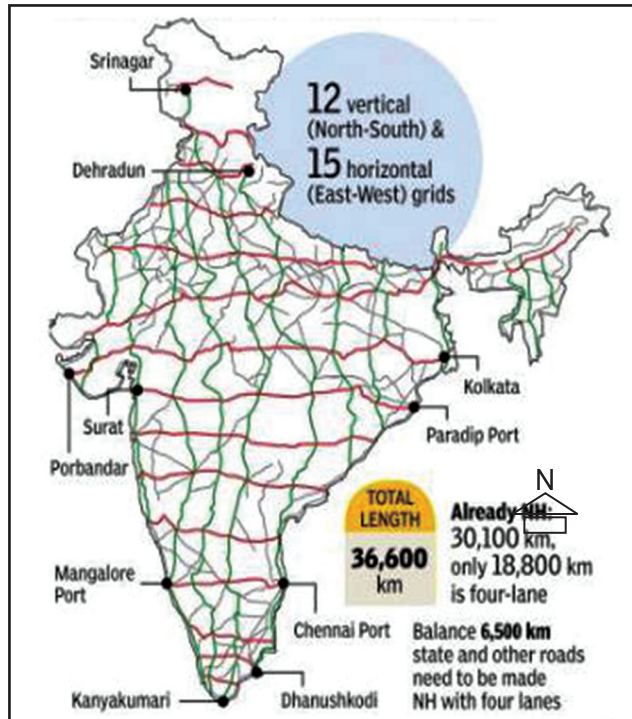 Srinagar
12 vertical
(North-South) &
15 horizontal
(East-West) grids
Dehradun
Kolkata
Surat
Paradip Port
Porbandar
N
TOTAL
LENGTH
36,600
km
Already NH:
30,100 km,
only 18,800 km
is four-lane
Mangalore
Port
Chennai Port
Balance 6,500 km
state and other roads
need to be made
NH with four lanes
Kanyakumari
Dhanushkodi